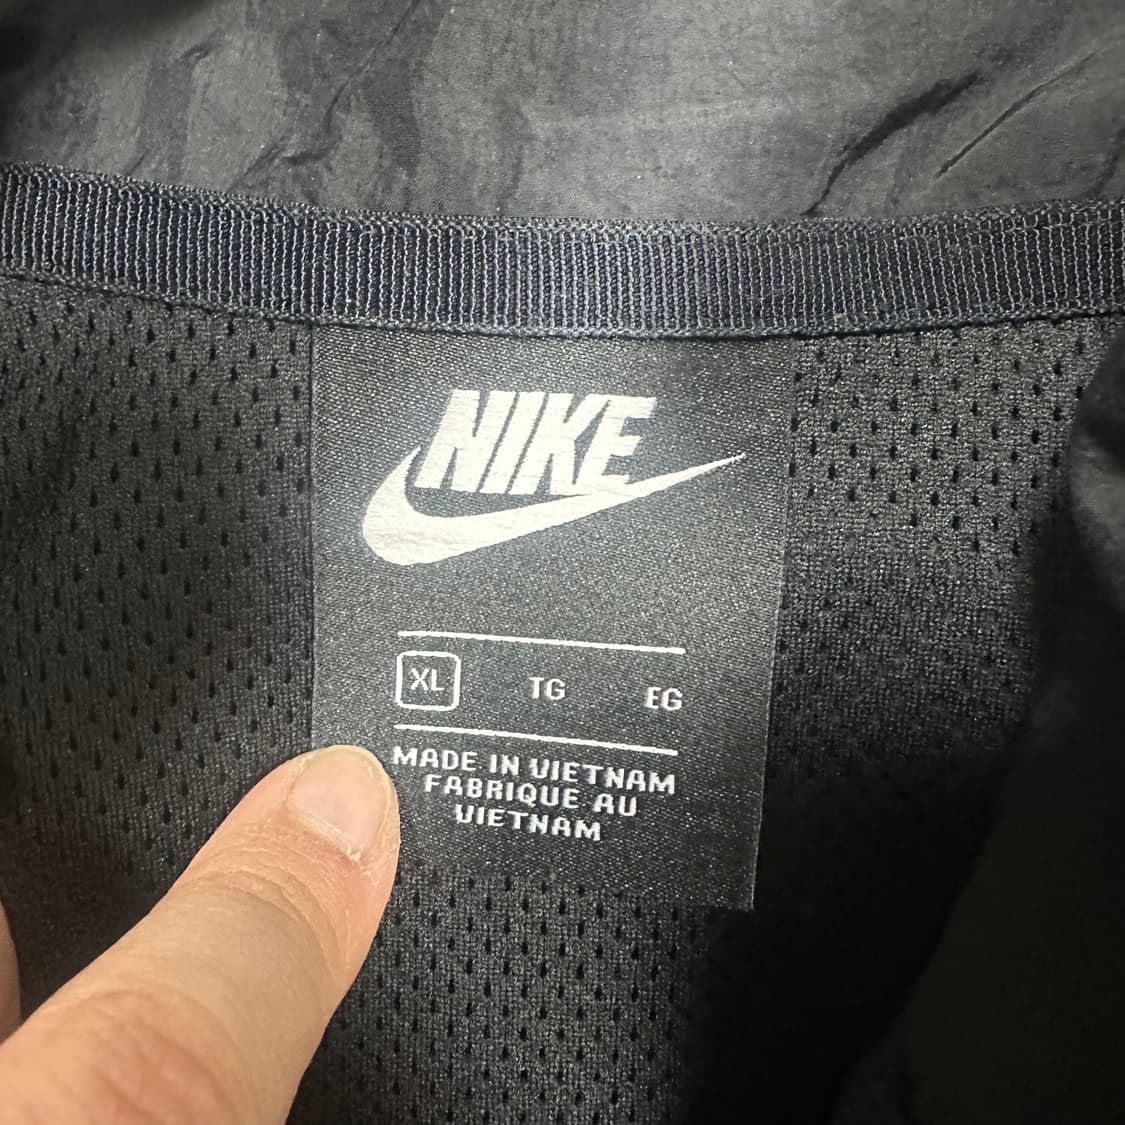 NIKE
XL TG EG
MADE IN VIETNAM
FABRIQUE AU
VIETNAM